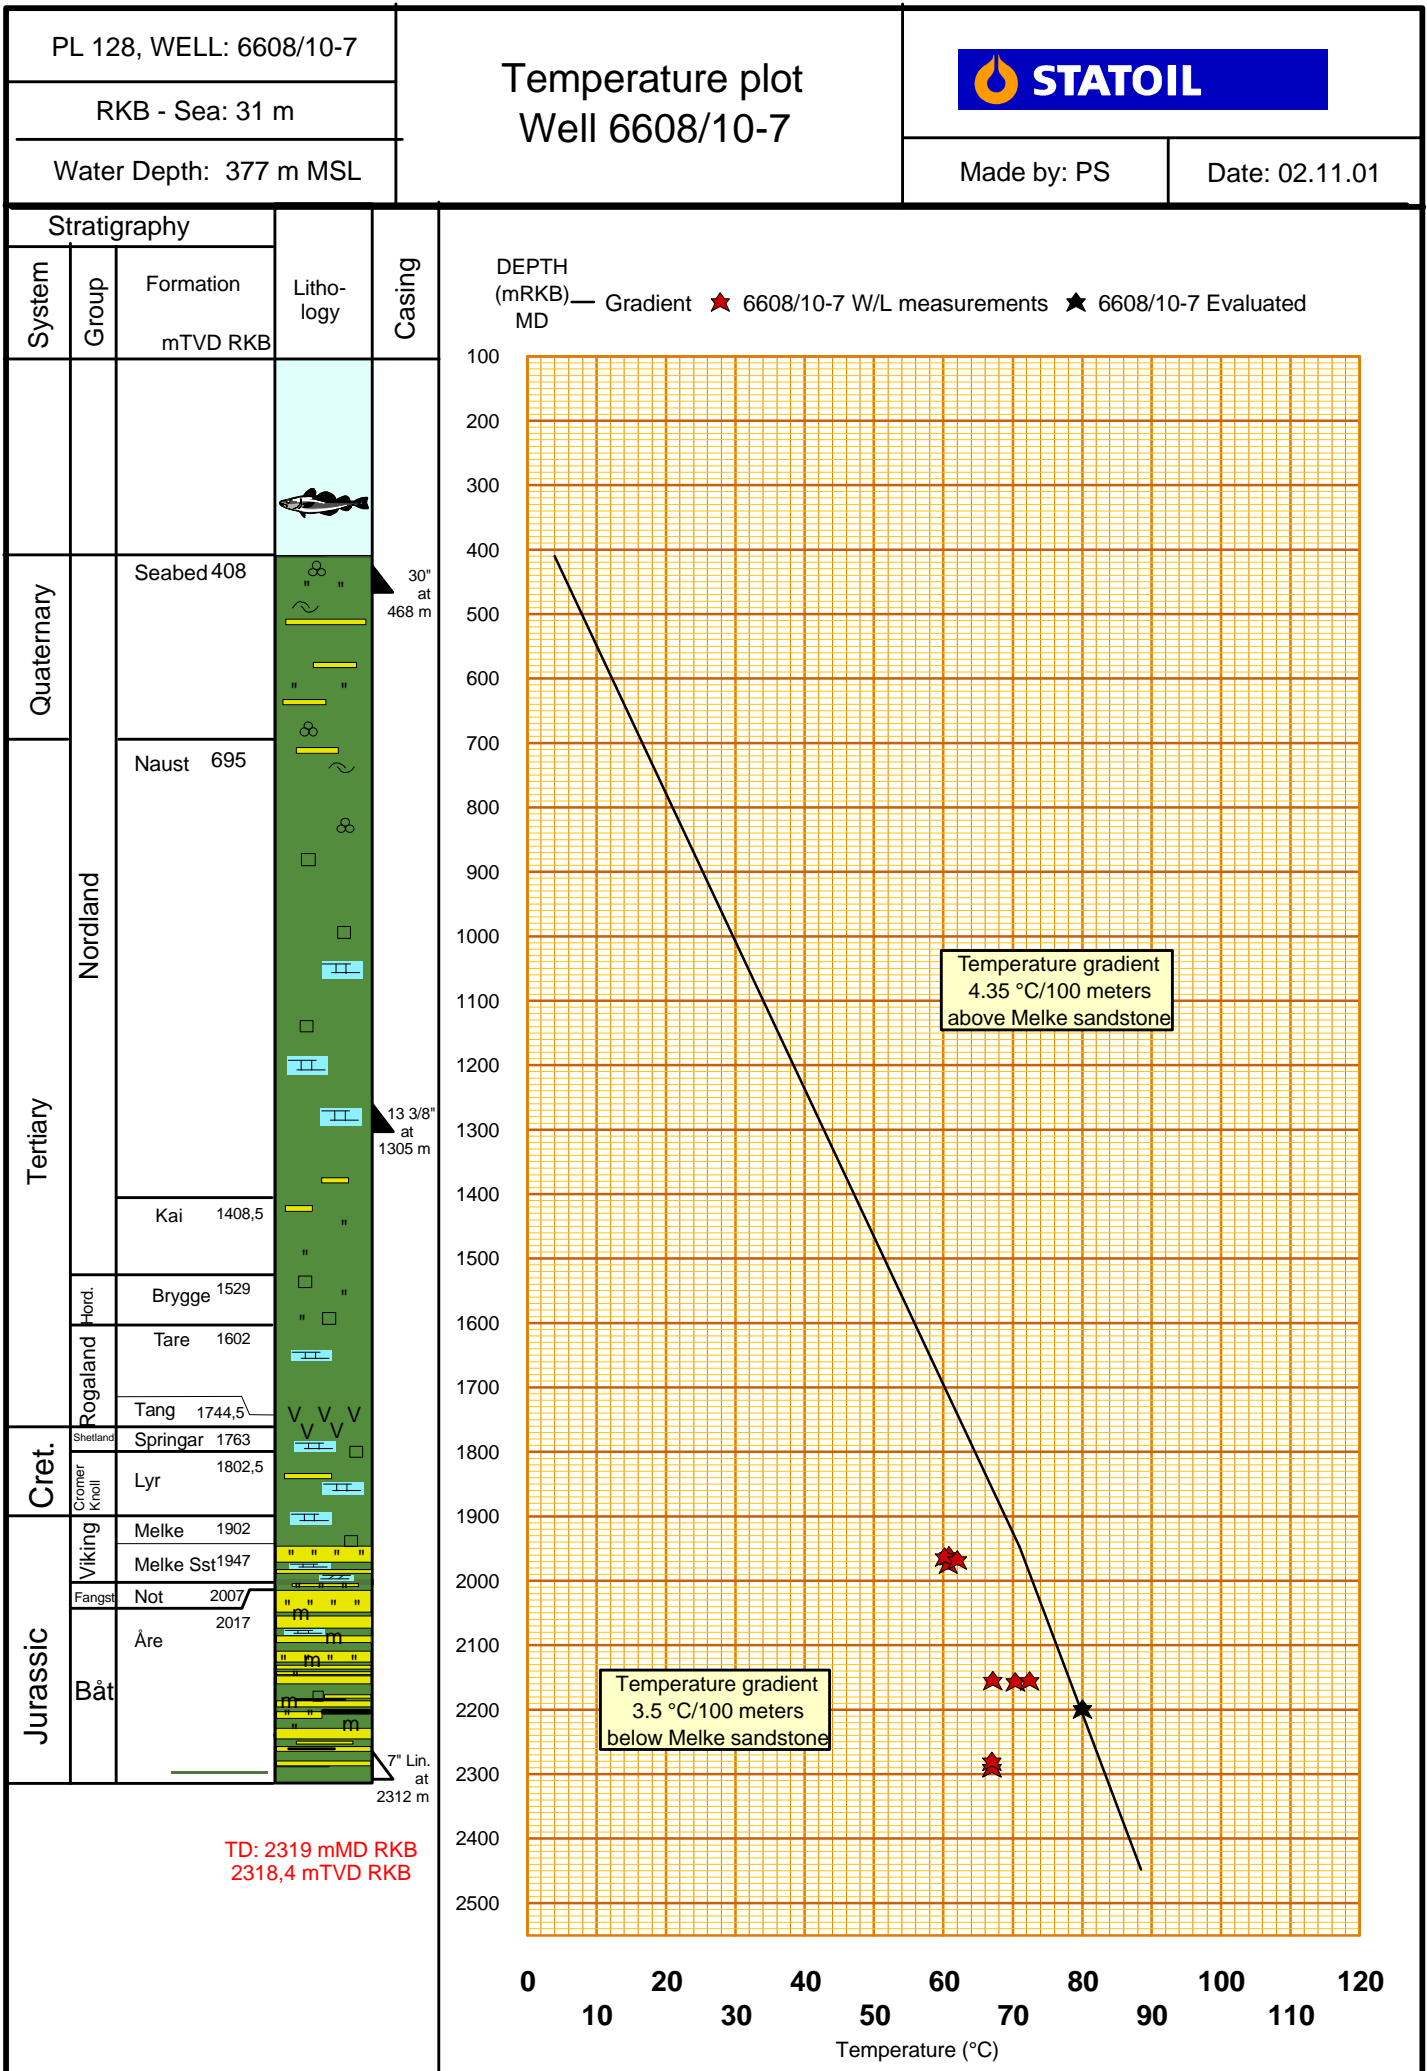 PL 128, WELL: 6608/10-7
RKB - Sea: 31 m
Water Depth: 377 m MSL
Temperature plot
Well 6608/10-7
STATOIL
Made by: PS
Date: 02.11.01
Stratigraphy
System
Group
Formation
mTVD RKB
Litho-
logy
Casing
DEPTH
(mRKB)
MD
Gradient
6608/10-7 W/L measurements
6608/10-7 Evaluated
Quaternary
Tertiary
Cret.
Jurassic
Nordland
Hord.
Rogaland
Shetland
Cromer
Knoll
Viking
Fangst
Båt
Seabed 408
Naust 695
Kai 1408,5
Brygge 1529
Tare 1602
Tang 1744,5
Springar 1763
Lyr 1802,5
Melke 1902
Melke Sst 1947
Not 2007
Åre 2017
" "
" "
"
"
"
"
V V V
V V
" " " "
" " "
" " " "
m
m
" " " "
m
"
m
" "
m
"
30"
at
468 m
13 3/8"
at
1305 m
7" Lin.
at
2312 m
TD: 2319 mMD RKB
2318,4 mTVD RKB
100
200
300
400
500
600
700
800
900
1000
1100
1200
1300
1400
1500
1600
1700
1800
1900
2000
2100
2200
2300
2400
2500
Temperature gradient
4.35 °C/100 meters
above Melke sandstone
Temperature gradient
3.5 °C/100 meters
below Melke sandstone
0 20 40 60 80 100 120
10 30 50 70 90 110
Temperature (°C)